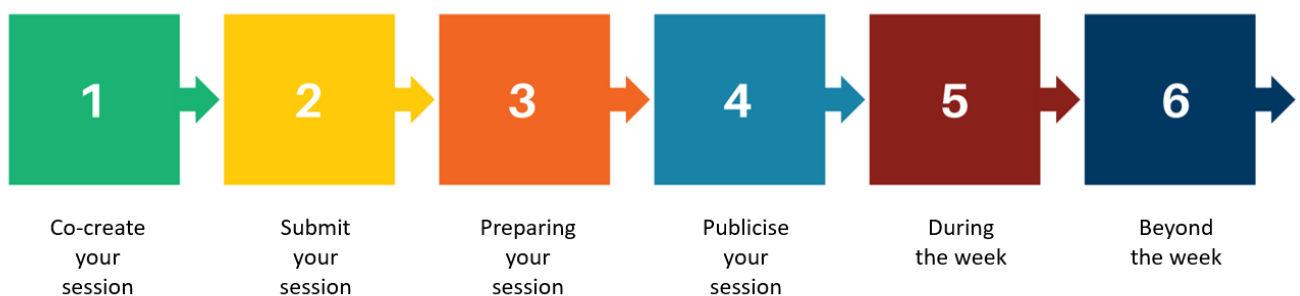 1
2
3
4
5
6
Co-create
your
session
Submit
your
session
Preparing
your
session
Publicise
your
session
During
the week
Beyond
the week